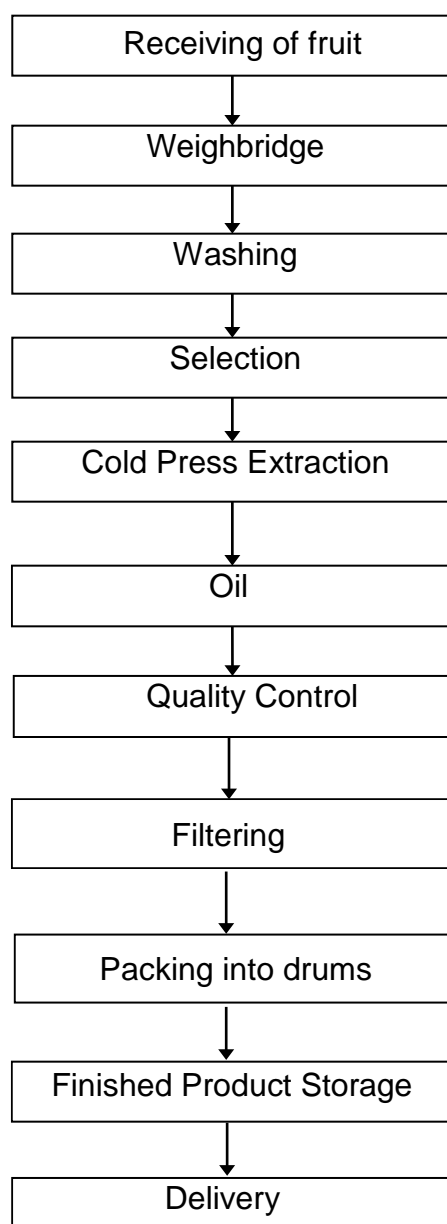 Receiving of fruit
Weighbridge
Washing
Selection
Cold Press Extraction
Oil
Quality Control
Filtering
Packing into drums
Finished Product Storage
Delivery